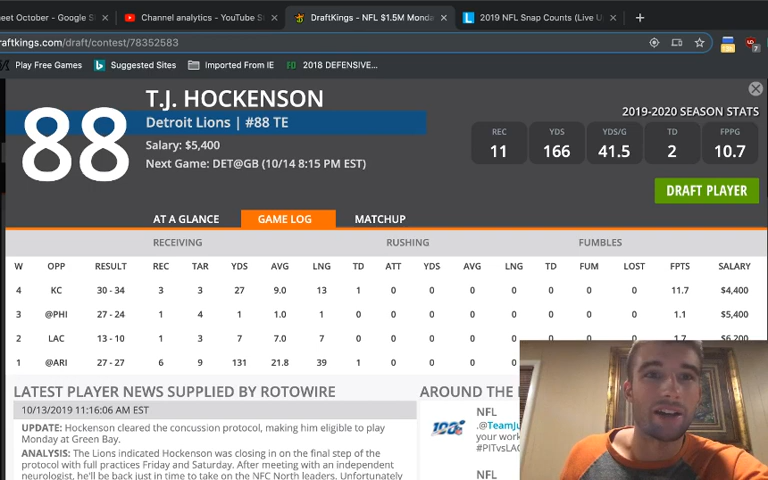 eet October - Google S
Channel analytics - YouTube S
DraftKings - NFL $1.5M Monda
2019 NFL Snap Counts (Live U
raftkings.com/draft/contest/78352583
Play Free Games
Suggested Sites
Imported From IE
2018 DEFENSIVE...
88
T.J. HOCKENSON
Detroit Lions | #88 TE
Salary: $5,400
Next Game: DET@GB (10/14 8:15 PM EST)
2019-2020 SEASON STATS
REC YDS YDS/G TD FPPG
11 166 41.5 2 10.7
DRAFT PLAYER
AT A GLANCE GAME LOG MATCHUP
RECEIVING RUSHING FUMBLES
W OPP RESULT REC TAR YDS AVG LNG TD ATT YDS AVG LNG TD FUM LOST FPTS SALARY
4 KC 30 - 34 3 3 27 9.0 13 1 0 0 0 0 0 0 0 11.7 $4,400
3 @PHI 27 - 24 1 4 1 1.0 1 0 0 0 0 0 0 0 0 1.1 $5,400
2 LAC 13 - 10 1 3 7 7.0 7 0 0 0 0 0 0 0 0 1.7 $6,200
1 @ARI 27 - 27 6 9 131 21.8 39 1 0 0 0 0
LATEST PLAYER NEWS SUPPLIED BY ROTOWIRE
10/13/2019 11:16:06 AM EST
UPDATE: Hockenson cleared the concussion protocol, making him eligible to play
Monday at Green Bay.
ANALYSIS: The Lions indicated Hockenson was closing in on the final step of the
protocol with full practices Friday and Saturday. After meeting with an independent
neurologist, he'll be back just in time to take on the NFC North leaders. Unfortunately
AROUND THE
NFL
.@TeamJu
your work
#PITvsLAC
NFL